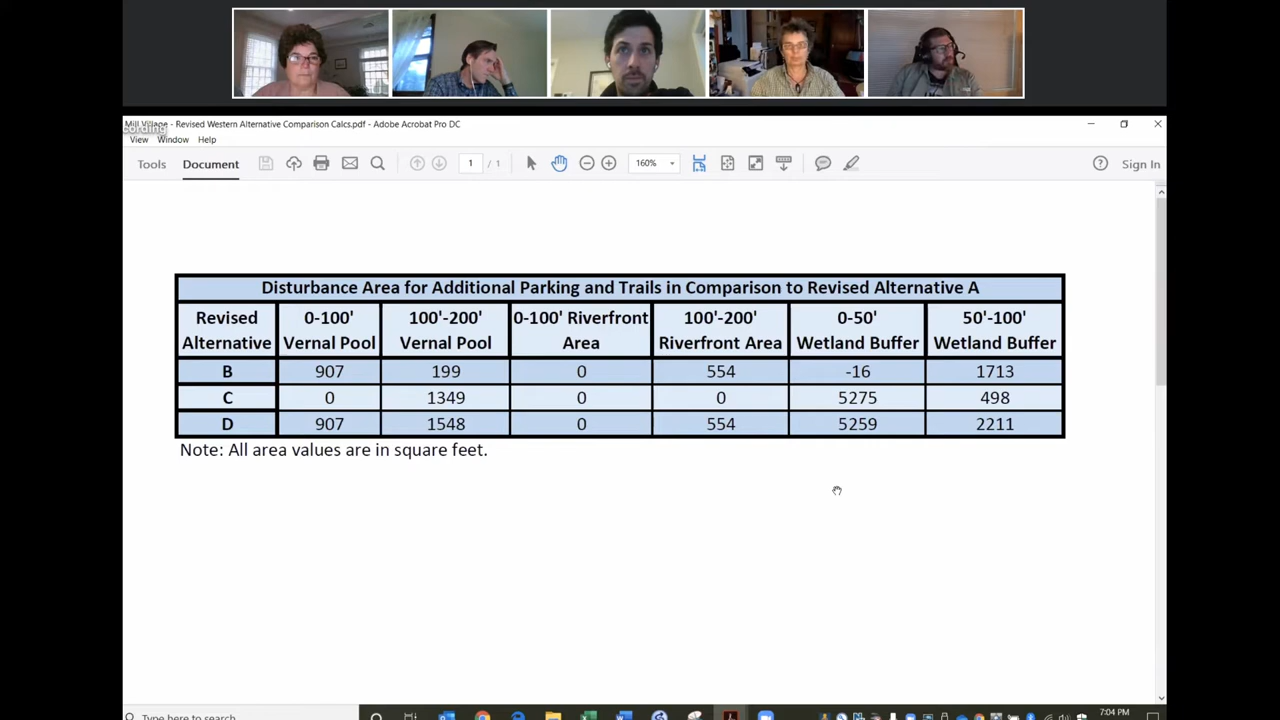 Mill Village - Revised Western Alternative Comparison Calcs.pdf - Adobe Acrobat Pro DC
cording
View Window Help
Tools Document 1 / 1 160% Sign In
Disturbance Area for Additional Parking and Trails in Comparison to Revised Alternative A
Revised 0-100' 100'-200' 0-100' Riverfront 100'-200' 0-50' 50'-100'
Alternative Vernal Pool Vernal Pool Area Riverfront Area Wetland Buffer Wetland Buffer
B 907 199 0 554 -16 1713
C 0 1349 0 0 5275 498
D 907 1548 0 554 5259 2211
Note: All area values are in square feet.
Type here to search 7:04 PM